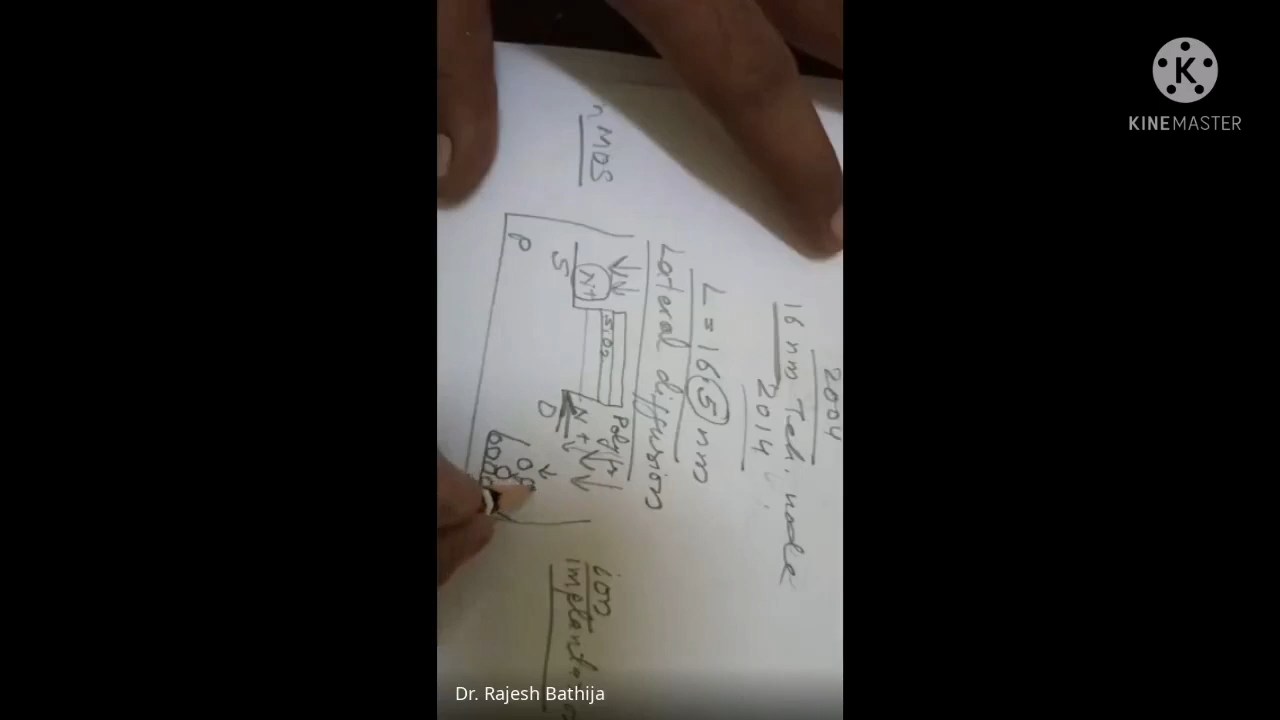 2004
16 nm Tech. node
2014
L = 16.5 nm
Lateral diffusion
nMOS
Poly
SiO2
N+
N+
S
D
P
ion
implant
KINEMASTER
Dr. Rajesh Bathija